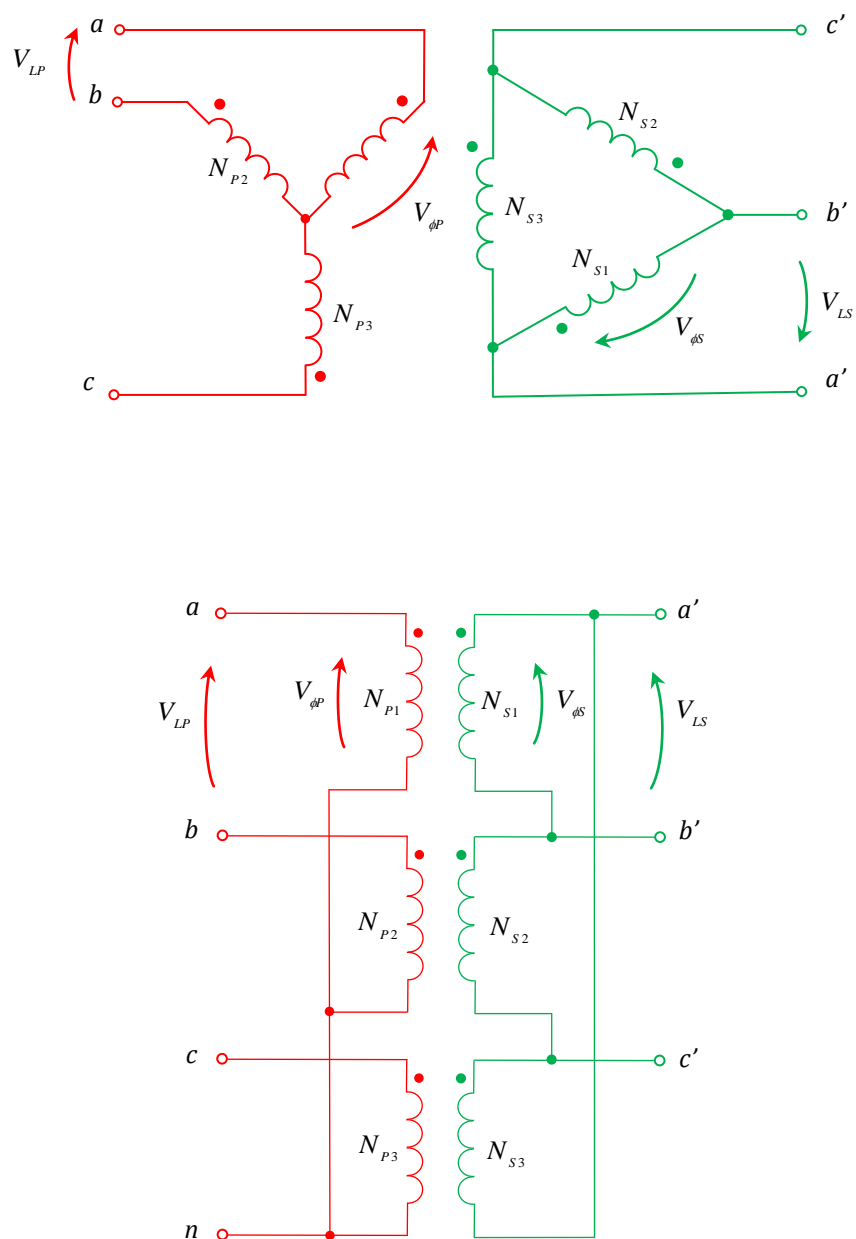 a
c'
V_LP
b
N_P2
N_S2
V_ϕP
N_S3
b'
N_S1
N_P3
V_ϕS
V_LS
c
a'
a
a'
V_LP
V_ϕP
N_P1
N_S1
V_ϕS
V_LS
b
b'
N_P2
N_S2
c
c'
N_P3
N_S3
n